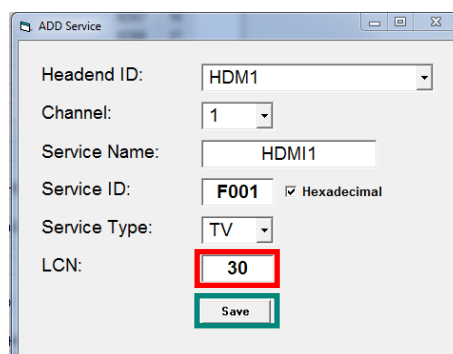 ADD Service
Headend ID: HDM1
Channel: 1
Service Name: HDMI1
Service ID: F001 Hexadecimal
Service Type: TV
LCN: 30
Save